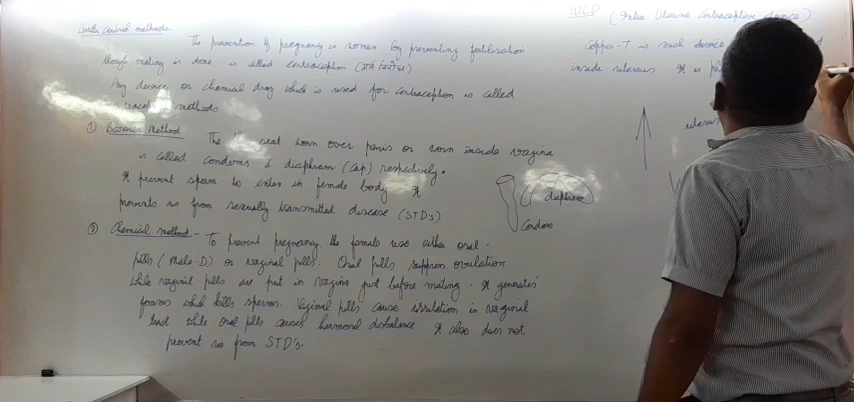 Birth Control methods
The prevention of pregnancy in women by preventing fertilisation
though mating is done is called contraception
Any device or chemical drug which is used for contraception is called
contraceptive methods
① Barrier Method
The seat worn over penis or worn inside vagina
is called condoms & diaphram (Cap) respectively.
It prevent sperm to enter in female body. It
prevents us from sexually transmitted disease (STD's)
diaphram
Condom
② Chemical method :-
To prevent pregnancy the female use either oral -
pills (Mala-D) or vaginal pills. Oral pills suppress ovulation
while vaginal pills are put in vagina just before mating. It generates
foams which kills sperms. Viginal pills cause irritation in vaginal
tract while oral pills causes hormonal disbalance. It also does not
prevent us from STD's.
IUCD (Intra Uterine Contraceptive device)
Copper-T is such device
inside uterus It is
uterus